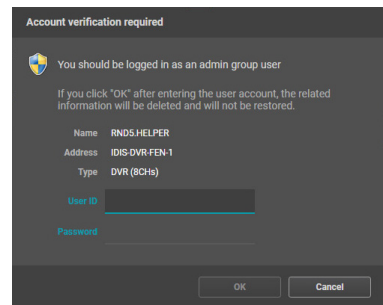 Account verification required
You should be logged in as an admin group user
If you click "OK" after entering the user account, the related
information will be deleted and will not be restored.
Name RND5.HELPER
Address IDIS-DVR-FEN-1
Type DVR (8CHs)
User ID
Password
OK Cancel